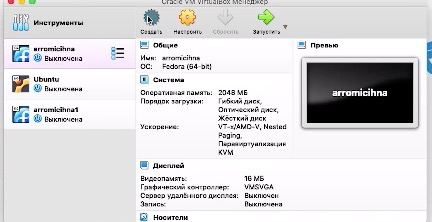 Oracle VM VirtualBox Менеджер
Инструменты
Создать
Настроить
Сбросить
Запустить
arromicihna
Выключена
Ubuntu
Выключена
arromicihna1
Выключена
Общие
Имя: arromicihna
ОС: Fedora (64-bit)
Система
Оперативная память: 2048 МБ
Порядок загрузки: Гибкий диск,
Оптический диск,
Жёсткий диск
Ускорение: VT-x/AMD-V, Nested
Paging,
Паравиртуализация
KVM
Превью
arromicihna
Дисплей
Видеопамять: 16 МБ
Графический контроллер: VMSVGA
Сервер удалённого дисплея: Выключен
Запись: Выключена
Носители